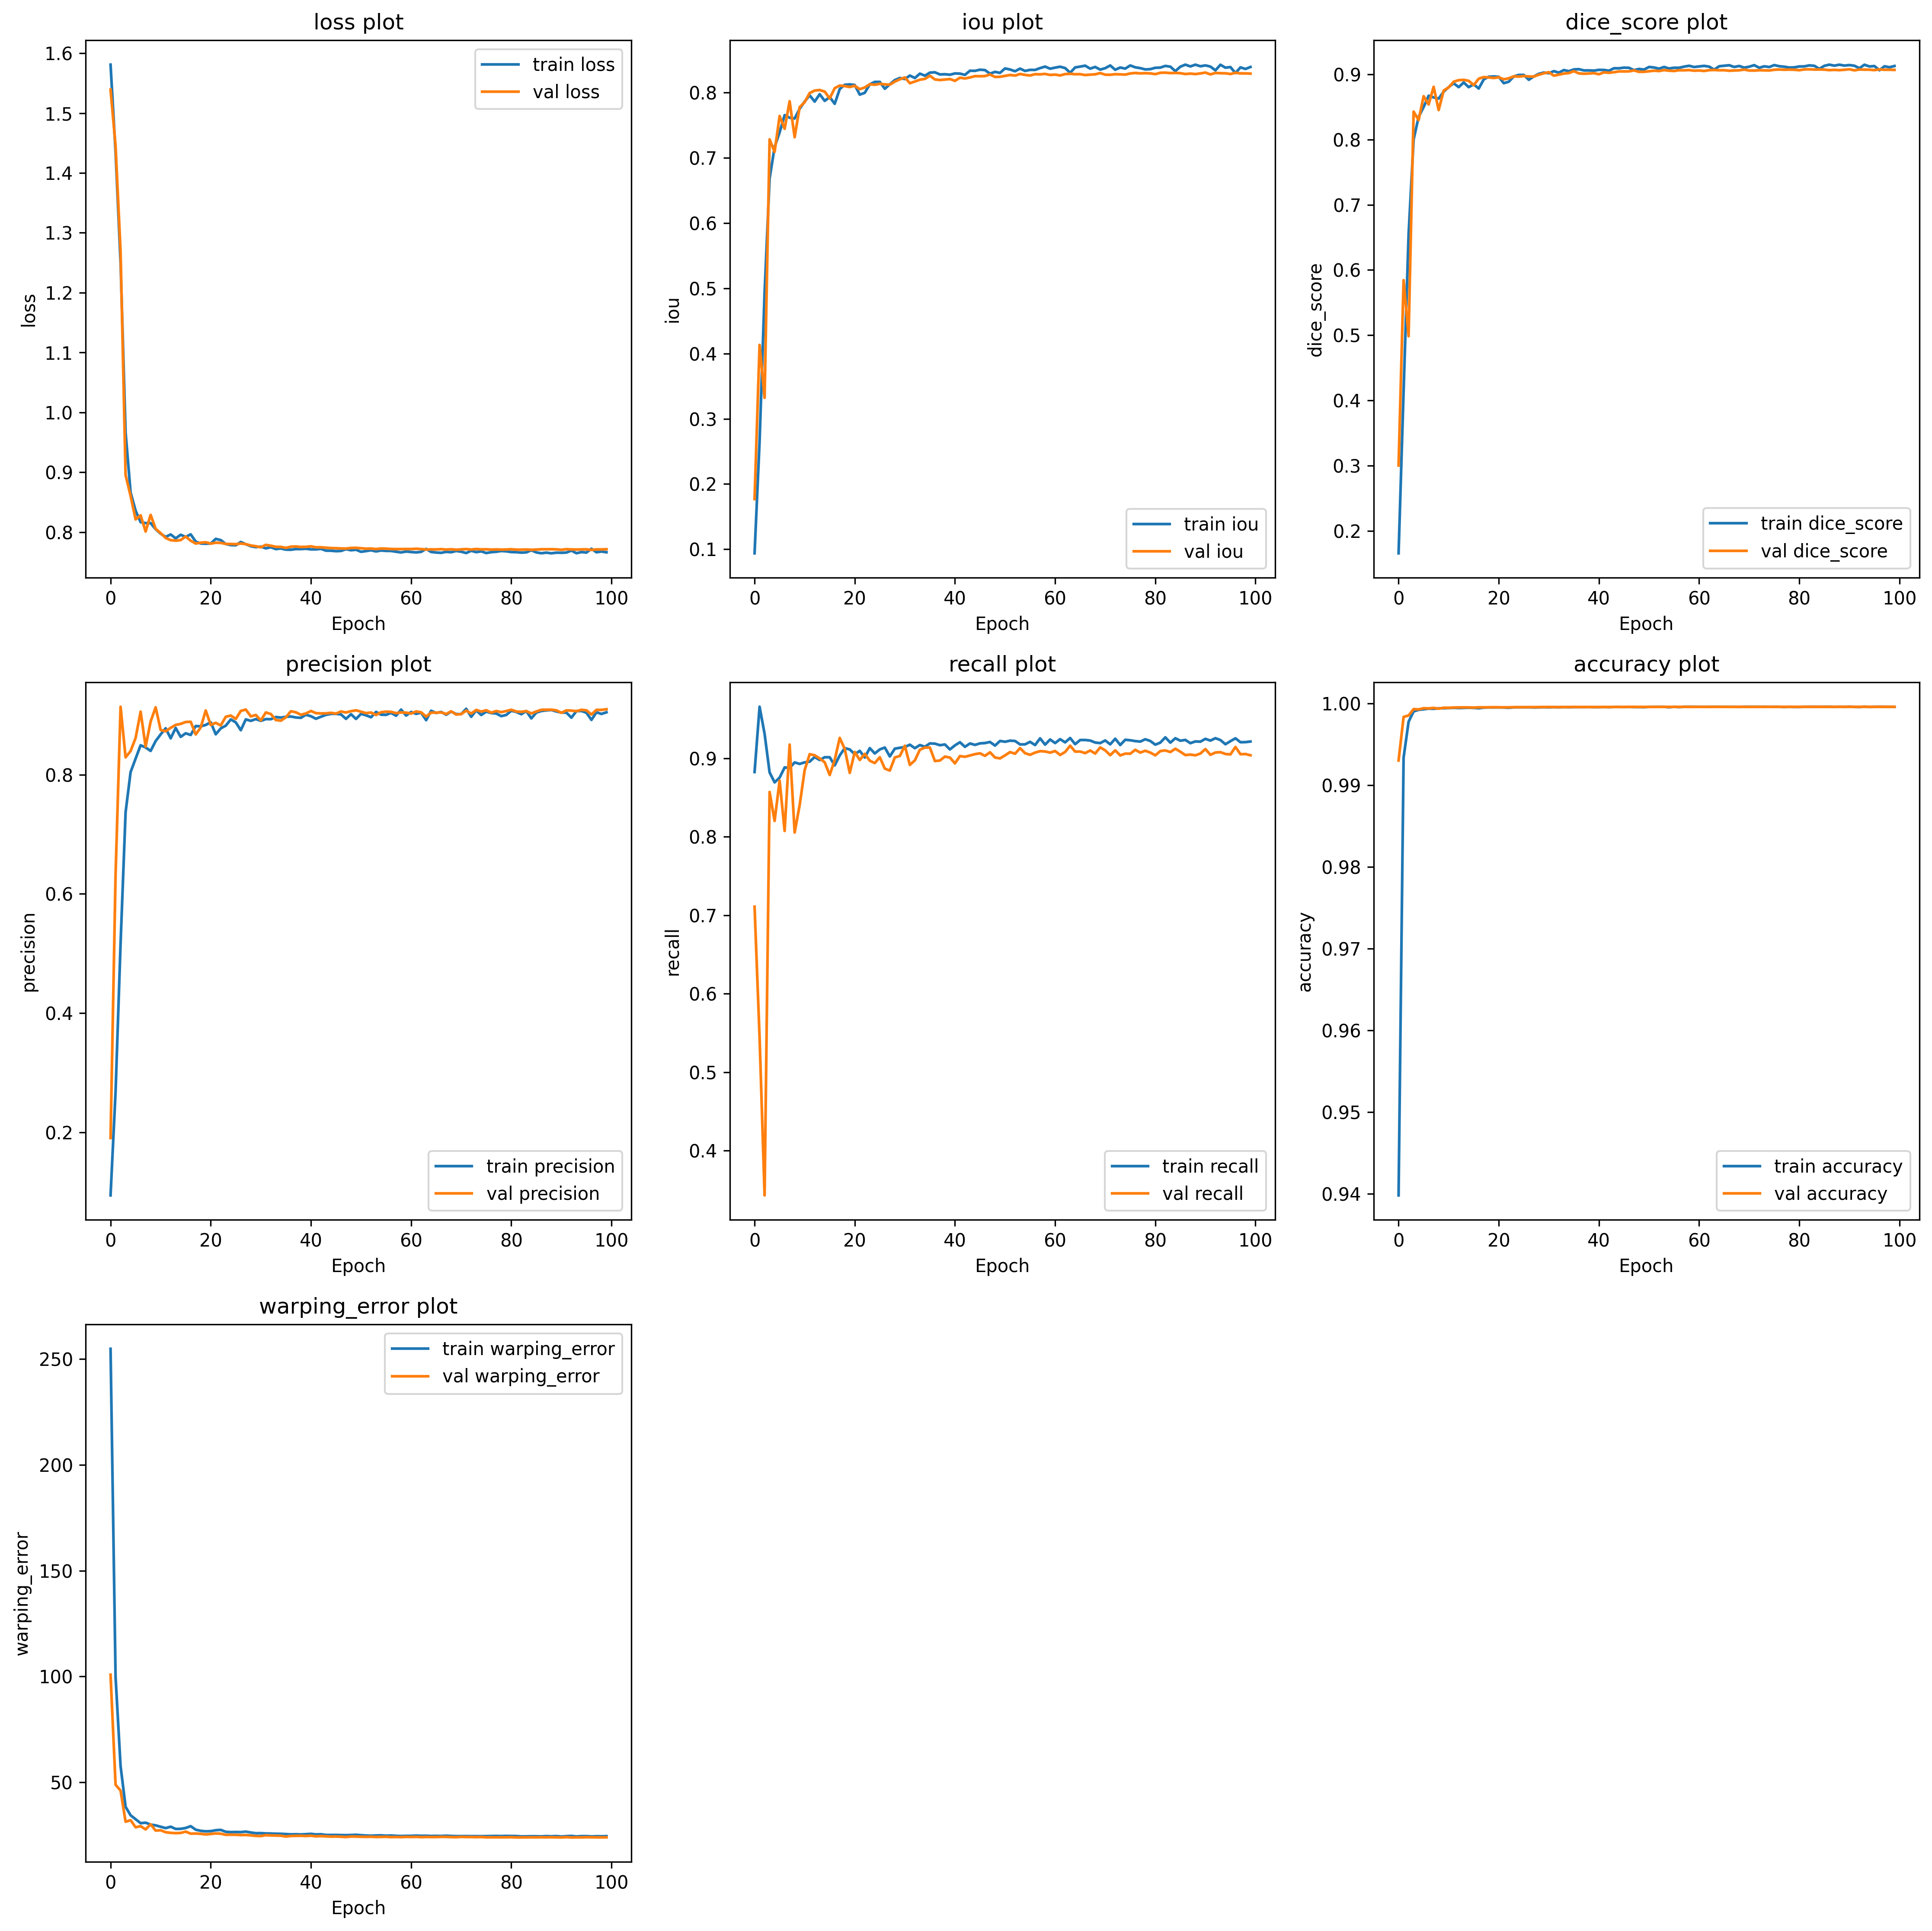 loss plot
1.6
1.5
1.4
1.3
1.2
1.1
1.0
0.9
0.8
loss
0 20 40 60 80 100
Epoch
train loss
val loss
iou plot
0.8
0.7
0.6
0.5
0.4
0.3
0.2
0.1
iou
0 20 40 60 80 100
Epoch
train iou
val iou
dice_score plot
0.9
0.8
0.7
0.6
0.5
0.4
0.3
0.2
dice_score
0 20 40 60 80 100
Epoch
train dice_score
val dice_score
precision plot
0.8
0.6
0.4
0.2
precision
0 20 40 60 80 100
Epoch
train precision
val precision
recall plot
0.9
0.8
0.7
0.6
0.5
0.4
recall
0 20 40 60 80 100
Epoch
train recall
val recall
accuracy plot
1.00
0.99
0.98
0.97
0.96
0.95
0.94
accuracy
0 20 40 60 80 100
Epoch
train accuracy
val accuracy
warping_error plot
250
200
150
100
50
warping_error
0 20 40 60 80 100
Epoch
train warping_error
val warping_error